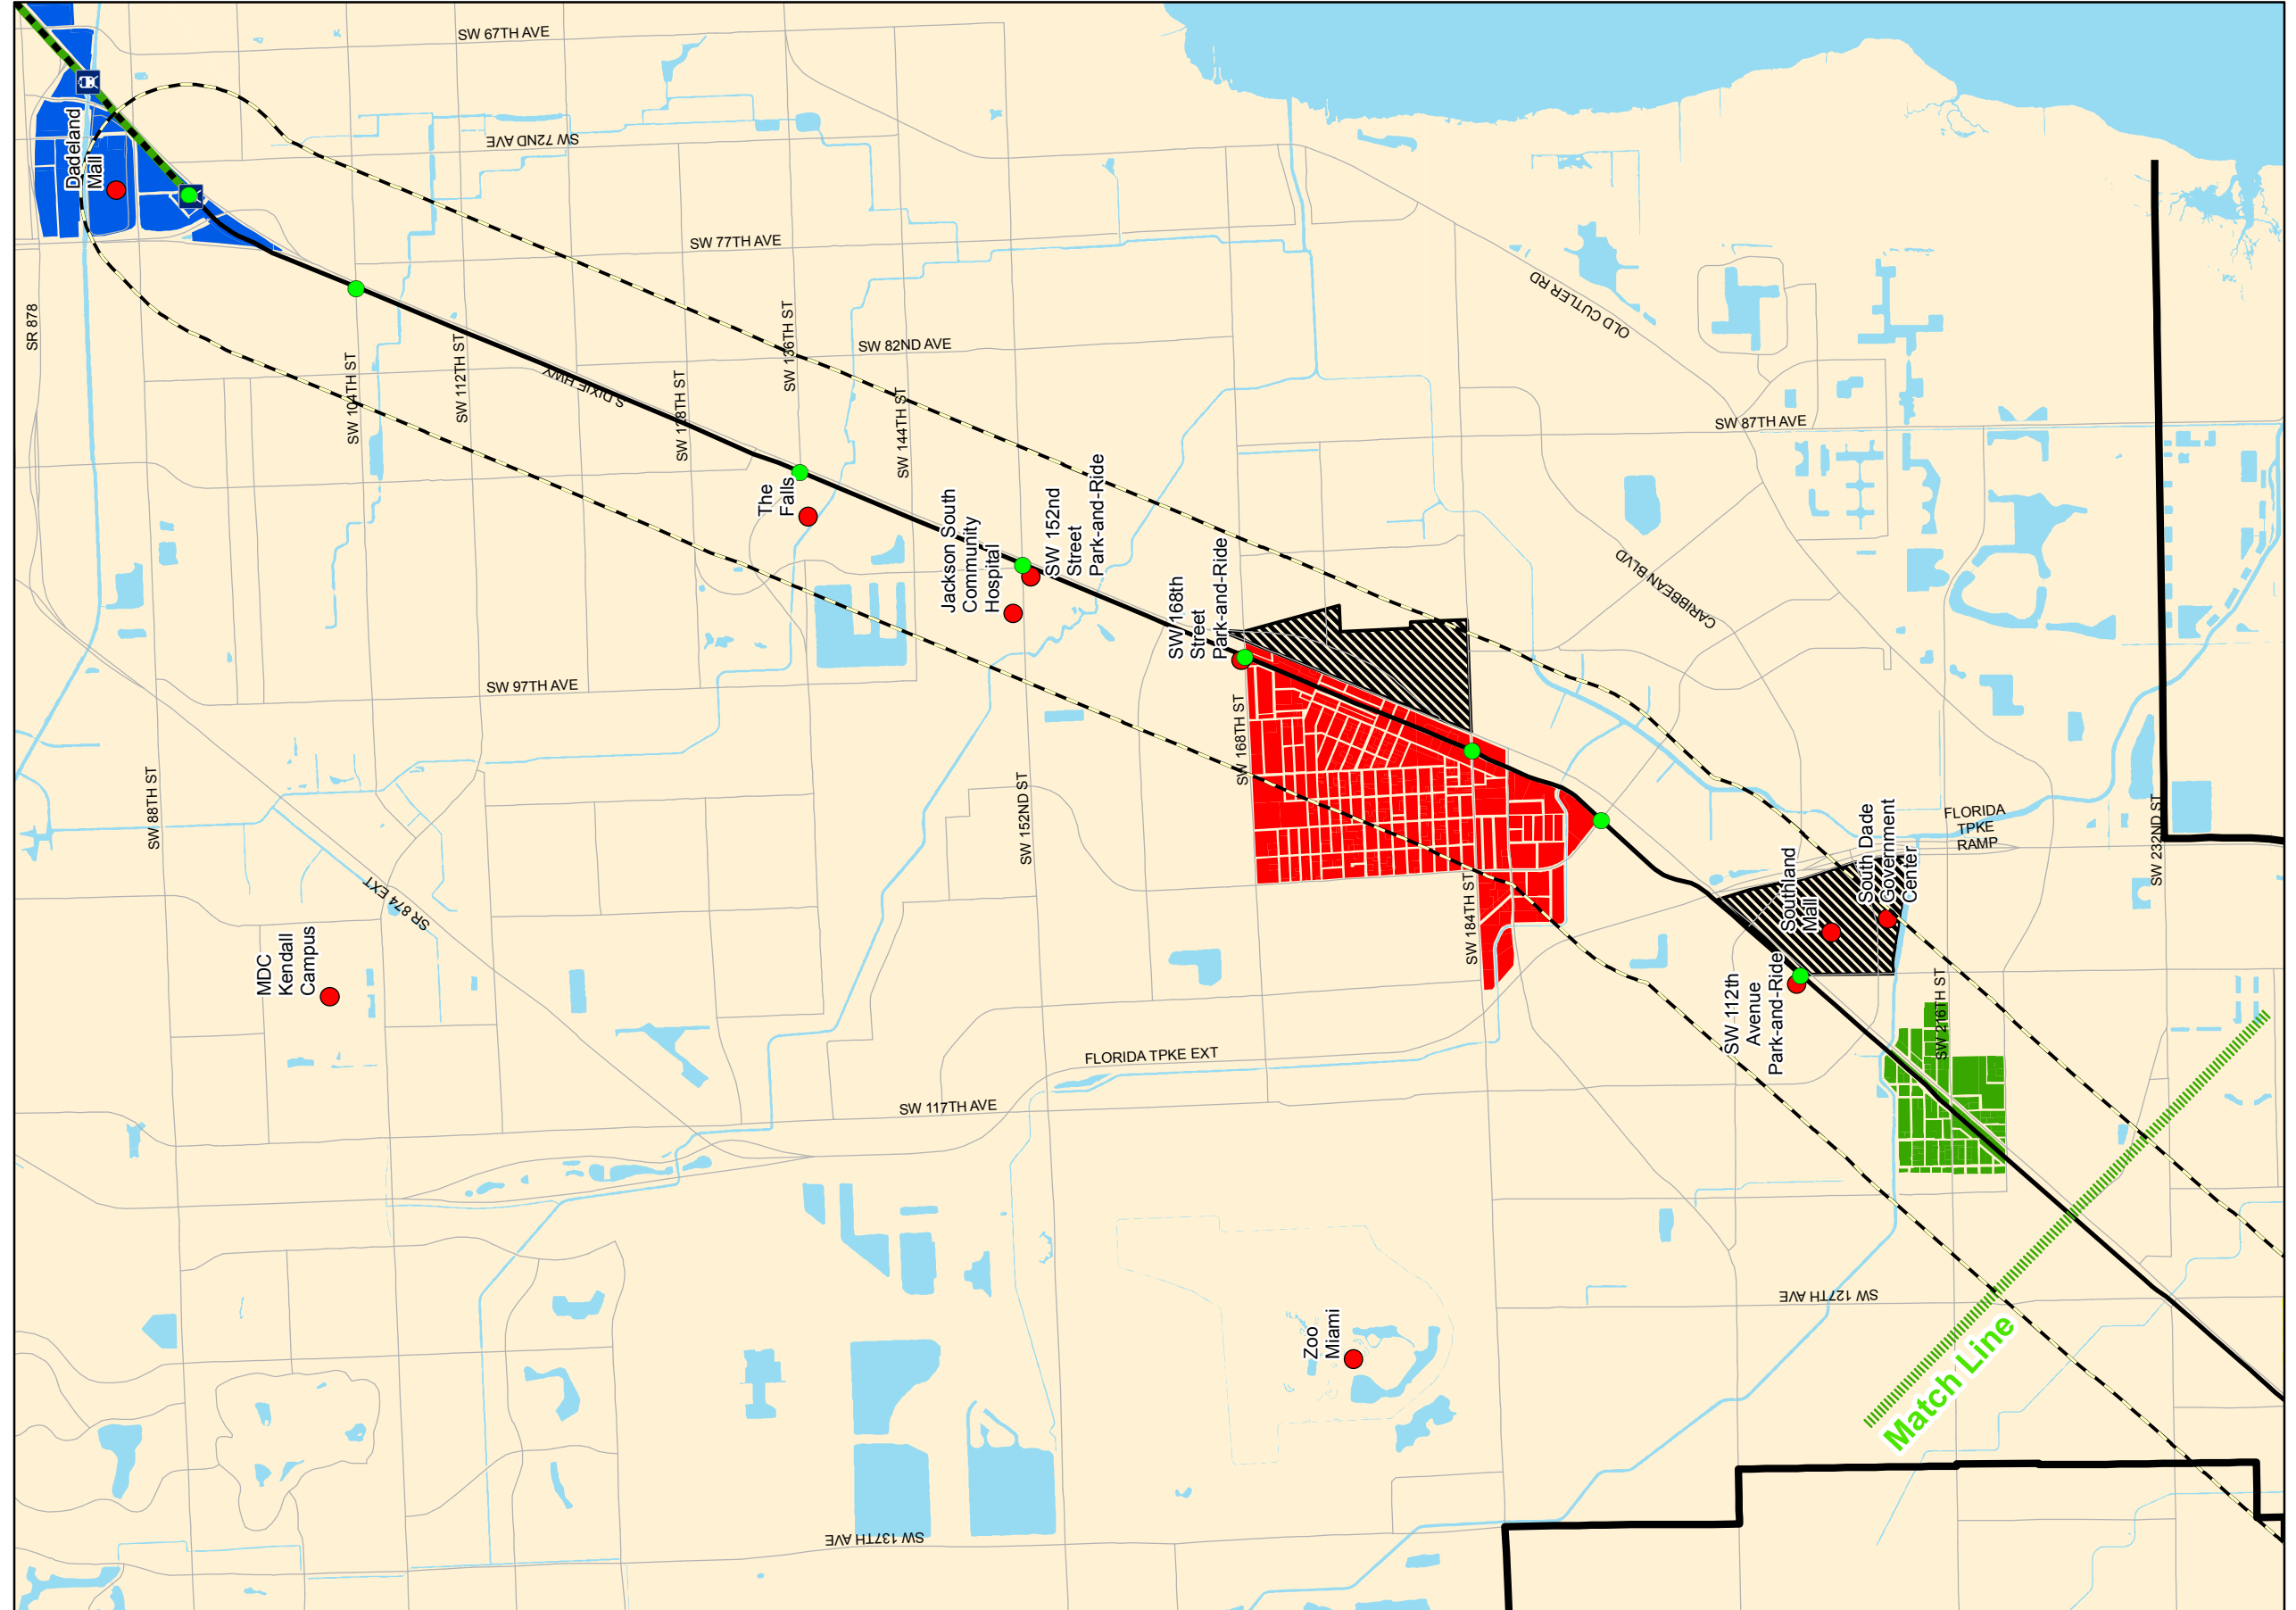 SW 67TH AVE
Dadeland
Mall
SW 72ND AVE
SW 77TH AVE
SR 878
OLD CUTLER RD
SW 136TH ST
SW 82ND AVE
SW 104TH ST
SW 112TH ST
S DIXIE HWY
SW 128TH ST
SW 144TH ST
SW 87TH AVE
The
Falls
Jackson South
Community
Hospital
SW 152nd
Street
Park-and-Ride
SW 168th
Street
Park-and-Ride
CARIBBEAN BLVD
SW 97TH AVE
SW 168TH ST
SW 88TH ST
SW 152ND ST
FLORIDA
TPKE
RAMP
SW 232ND ST
SR 874 EXT
SW 184TH ST
Southland
Mall
South Dade
Government
Center
MDC
Kendall
Campus
SW 112th
Avenue
Park-and-Ride
SW 216TH ST
FLORIDA TPKE EXT
SW 117TH AVE
SW 127TH AVE
Zoo
Miami
Match Line
SW 137TH AVE